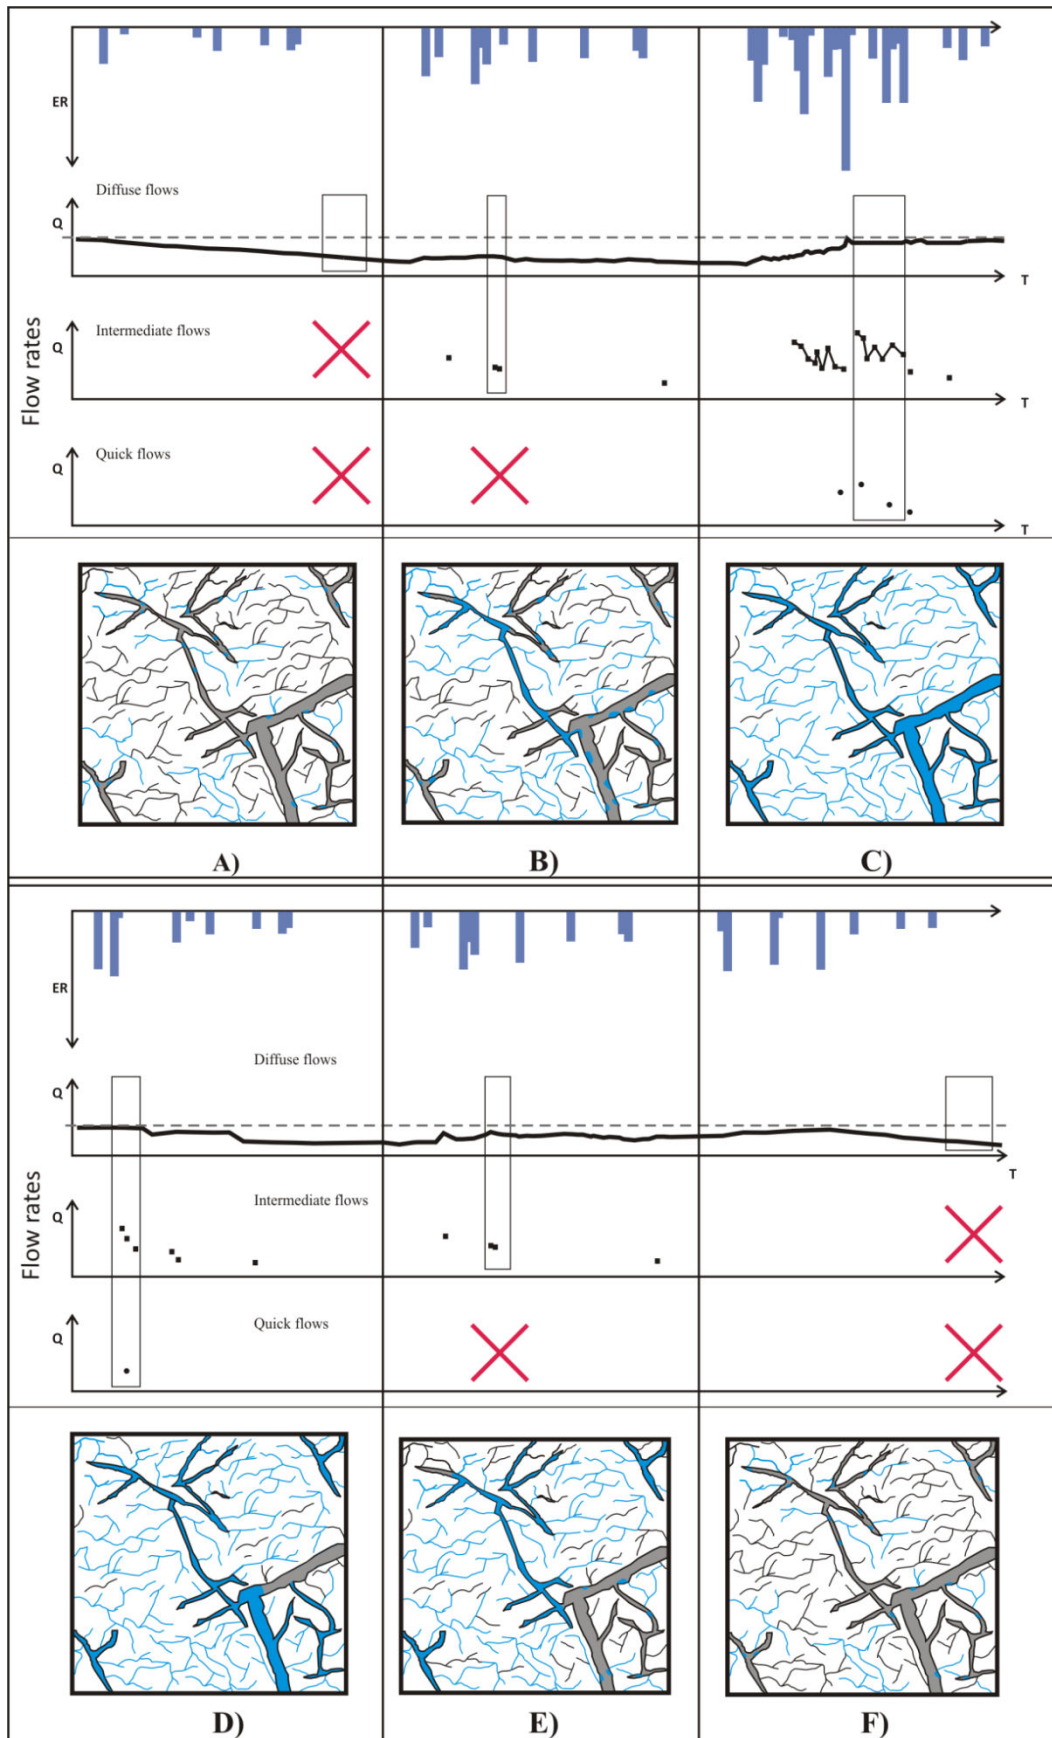 ER
Diffuse flows
Q
T
Intermediate flows
Q
T
Quick flows
Q
T
Flow rates
A)
B)
C)
ER
Diffuse flows
Q
T
Intermediate flows
Q
Quick flows
Q
Flow rates
D)
E)
F)